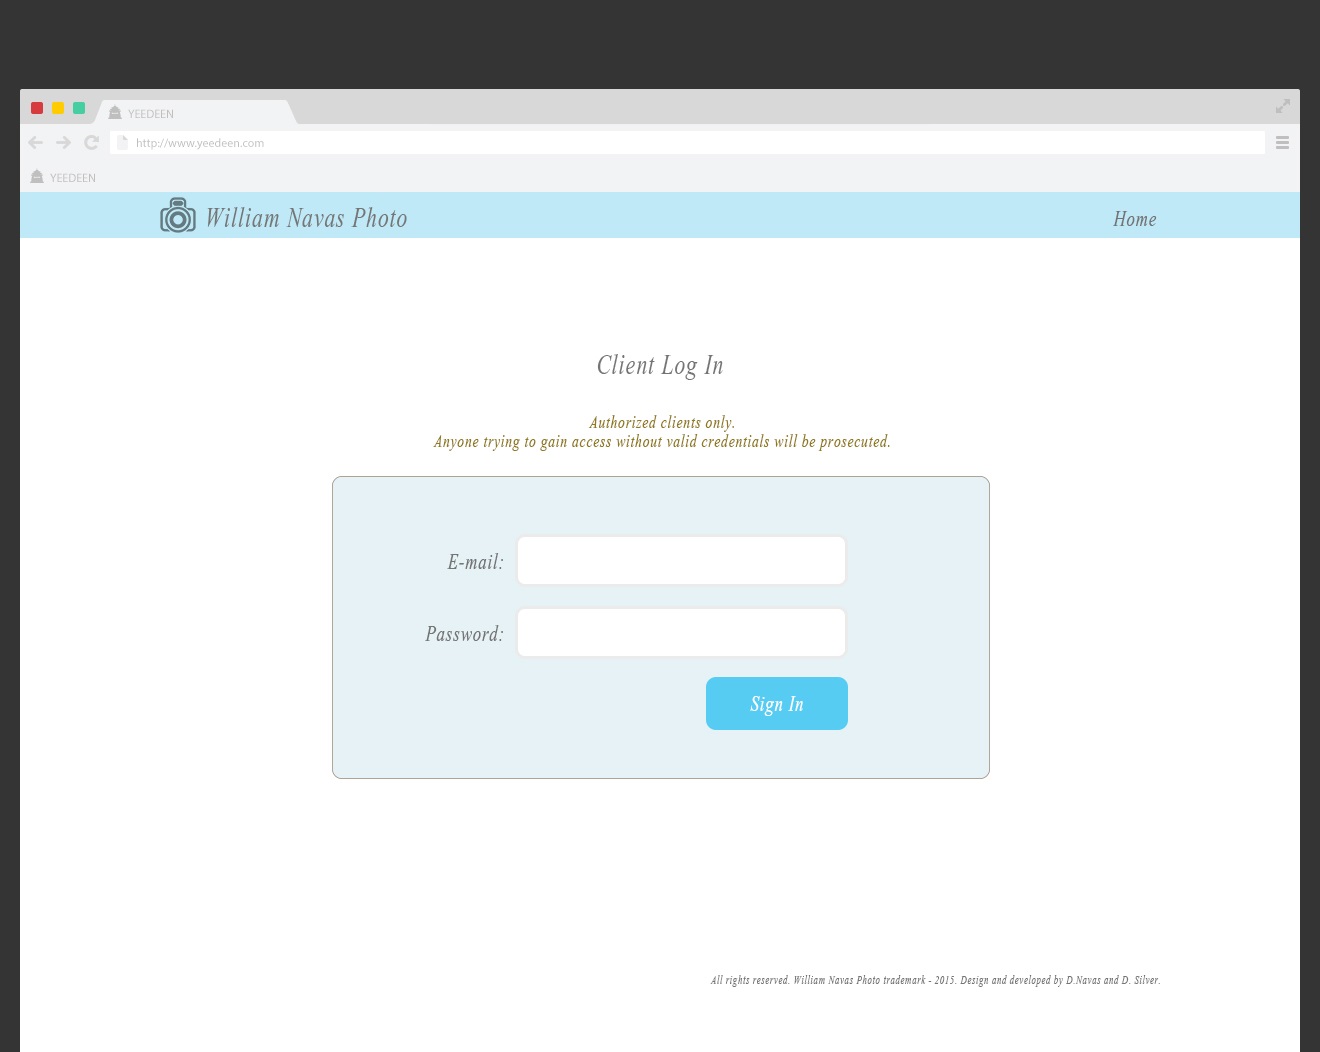 YEEDEEN
http://www.yeedeen.com
YEEDEEN
William Navas Photo
Home
Client Log In
Authorized clients only.
Anyone trying to gain access without valid credentials will be prosecuted.
E-mail:
Password:
Sign In
All rights reserved. William Navas Photo trademark - 2015. Design and developed by D.Navas and D. Silver.